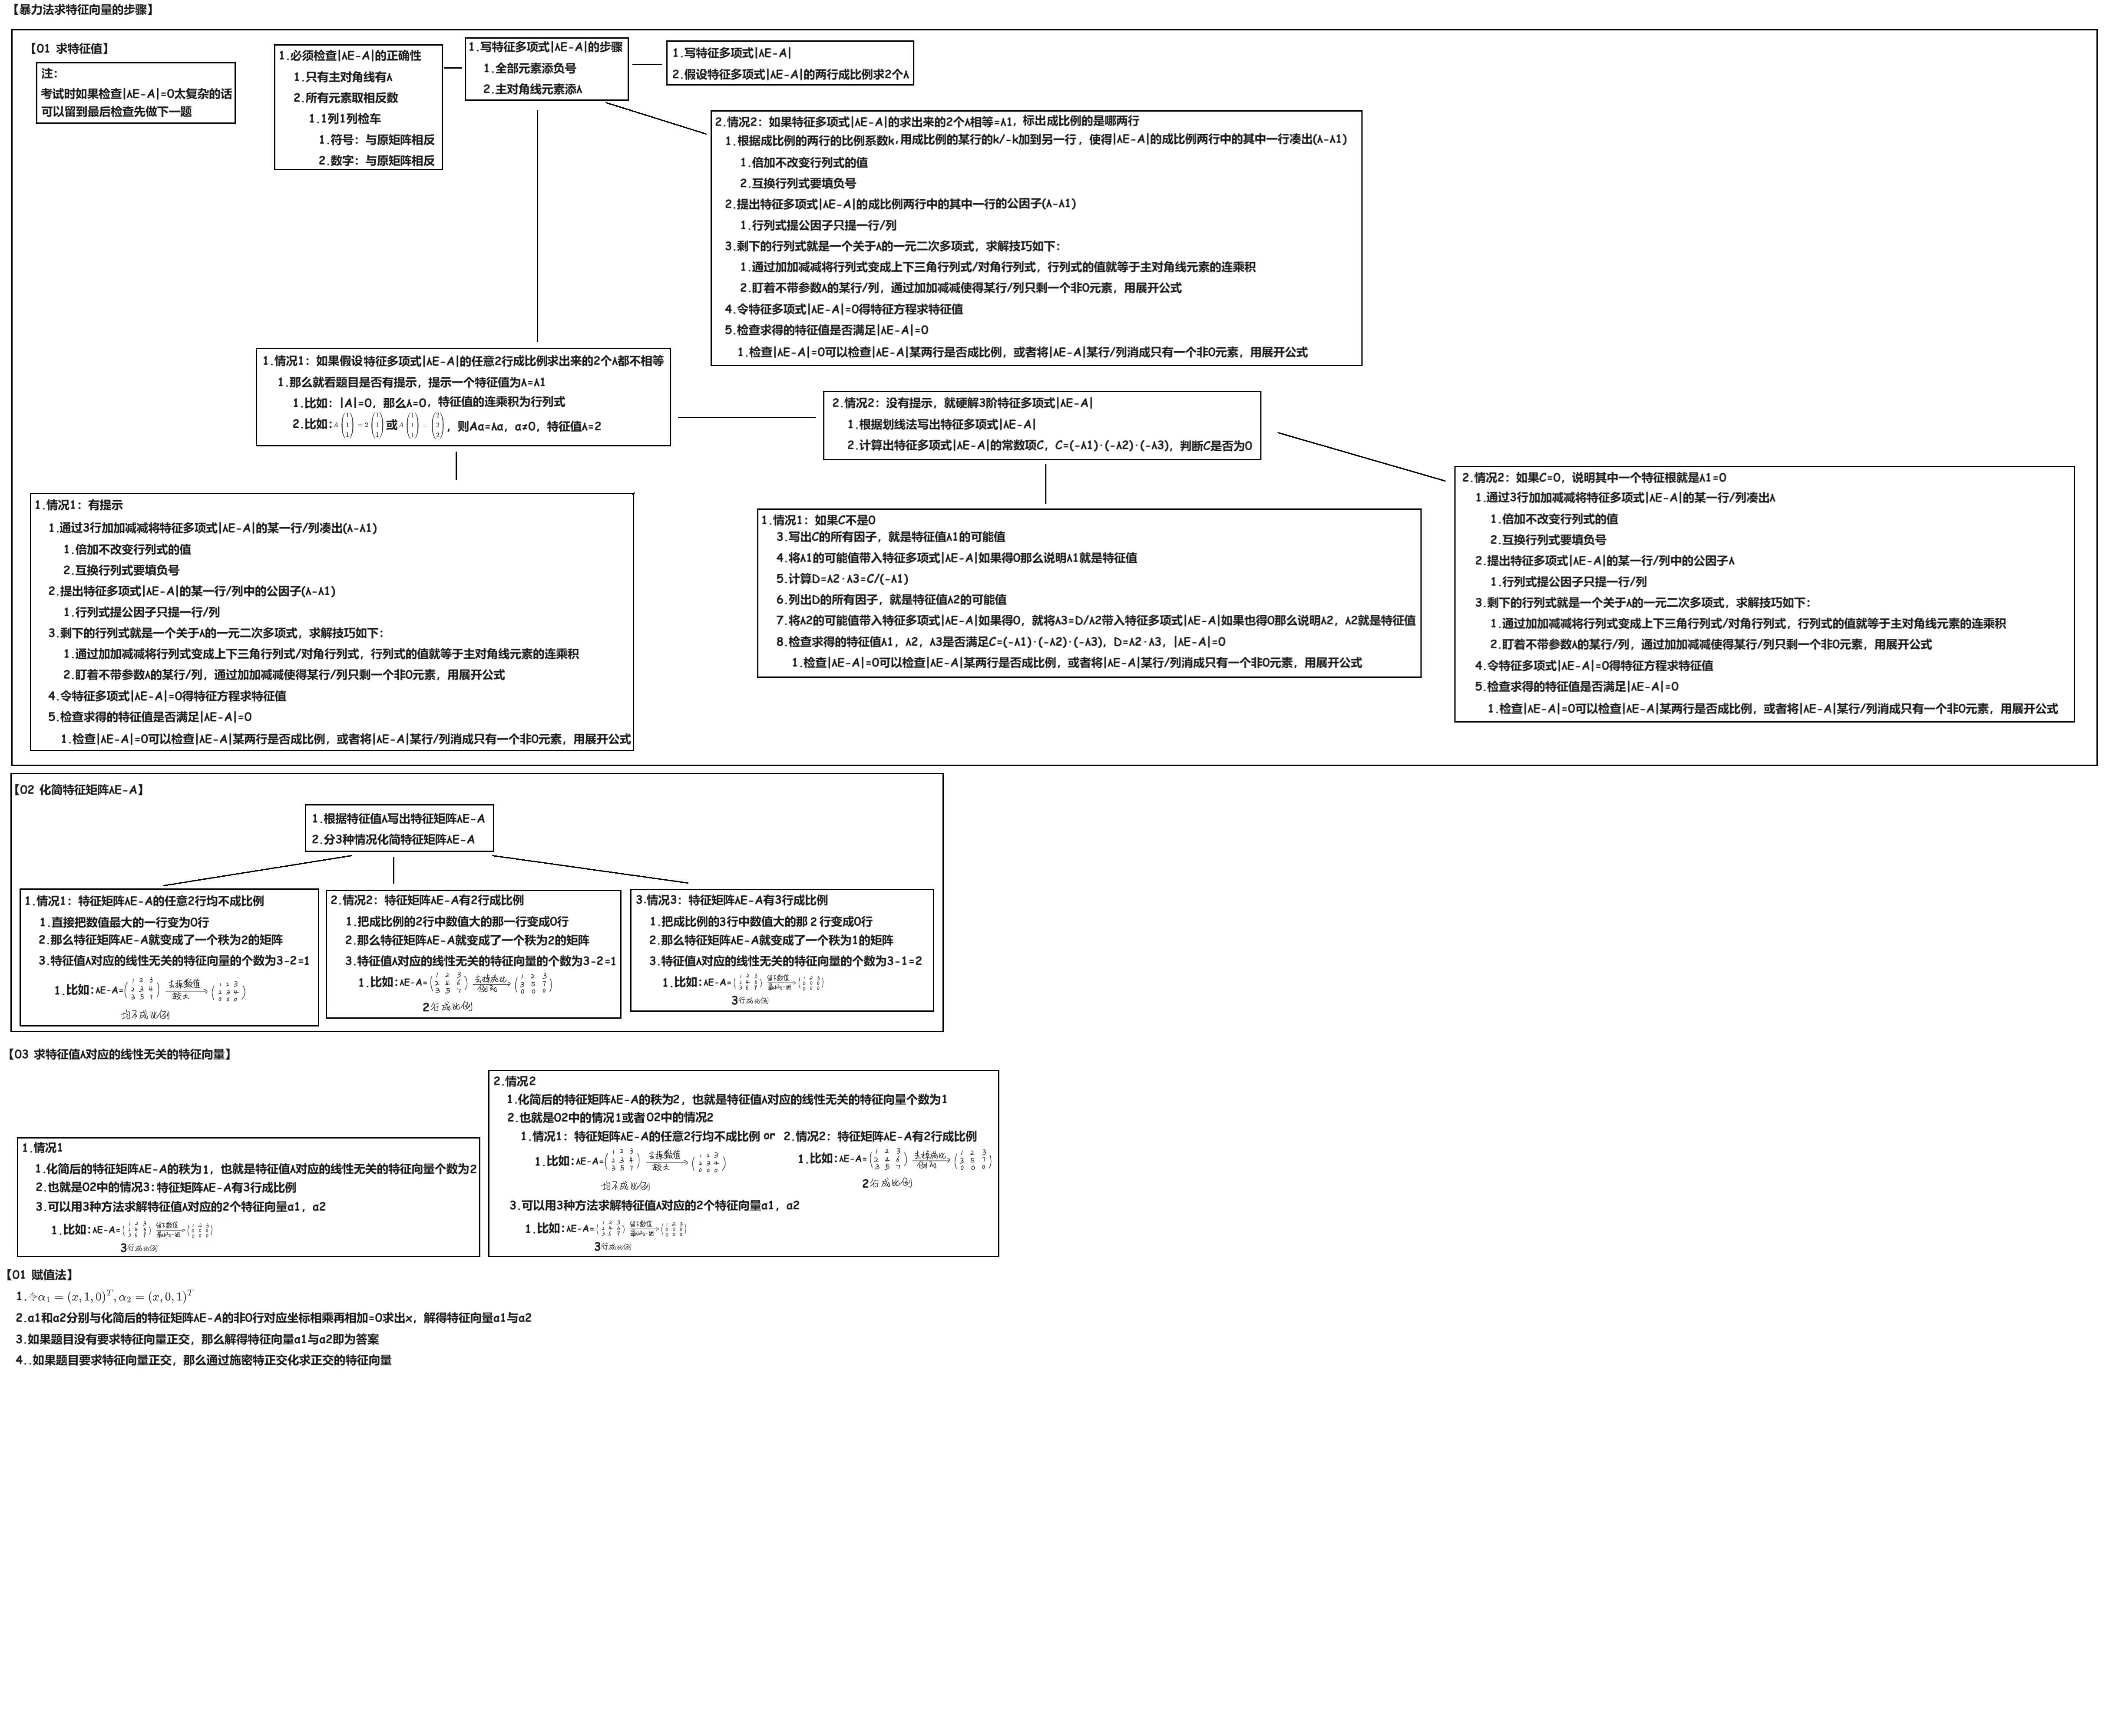 【暴力法求特征向量的步骤】
【01 求特征值】
注：
考试时如果检查|λE-A|=0太复杂的话
可以留到最后检查先做下一题
1.必须检查|λE-A|的正确性
1.只有主对角线有λ
2.所有元素取相反数
1.1列1列检车
1.符号：与原矩阵相反
2.数字：与原矩阵相反
1.写特征多项式|λE-A|的步骤
1.全部元素添负号
2.主对角线元素添λ
1.写特征多项式|λE-A|
2.假设特征多项式|λE-A|的两行成比例求2个λ
2.情况2：如果特征多项式|λE-A|的求出来的2个λ相等=λ1，标出成比例的是哪两行
1.根据成比例的两行的比例系数k，用成比例的某行的k/-k加到另一行，使得|λE-A|的成比例两行中的其中一行凑出(λ-λ1)
1.倍加不改变行列式的值
2.互换行列式要填负号
2.提出特征多项式|λE-A|的成比例两行中的其中一行的公因子(λ-λ1)
1.行列式提公因子只提一行/列
3.剩下的行列式就是一个关于λ的一元二次多项式，求解技巧如下：
1.通过加加减减将行列式变成上下三角行列式/对角行列式，行列式的值就等于主对角线元素的连乘积
2.盯着不带参数λ的某行/列，通过加加减减使得某行/列只剩一个非0元素，用展开公式
4.令特征多项式|λE-A|=0得特征方程求特征值
5.检查求得的特征值是否满足|λE-A|=0
1.检查|λE-A|=0可以检查|λE-A|某两行是否成比例，或者将|λE-A|某行/列消成只有一个非0元素，用展开公式
1.情况1：如果假设特征多项式|λE-A|的任意2行成比例求出来的2个λ都不相等
1.那么就看题目是否有提示，提示一个特征值为λ=λ1
1.比如：|A|=0，那么λ=0，特征值的连乘积为行列式
2.比如：A(1 1 1)=2(1 1 1)或A(1 1 1)=(2 2 2)，则Aα=λα，α≠0，特征值λ=2
2.情况2：没有提示，就硬解3阶特征多项式|λE-A|
1.根据划线法写出特征多项式|λE-A|
2.计算出特征多项式|λE-A|的常数项C，C=(-λ1)·(-λ2)·(-λ3)，判断C是否为0
1.情况1：有提示
1.通过3行加加减减将特征多项式|λE-A|的某一行/列凑出(λ-λ1)
1.倍加不改变行列式的值
2.互换行列式要填负号
2.提出特征多项式|λE-A|的某一行/列中的公因子(λ-λ1)
1.行列式提公因子只提一行/列
3.剩下的行列式就是一个关于λ的一元二次多项式，求解技巧如下：
1.通过加加减减将行列式变成上下三角行列式/对角行列式，行列式的值就等于主对角线元素的连乘积
2.盯着不带参数λ的某行/列，通过加加减减使得某行/列只剩一个非0元素，用展开公式
4.令特征多项式|λE-A|=0得特征方程求特征值
5.检查求得的特征值是否满足|λE-A|=0
1.检查|λE-A|=0可以检查|λE-A|某两行是否成比例，或者将|λE-A|某行/列消成只有一个非0元素，用展开公式
1.情况1：如果C不是0
3.写出C的所有因子，就是特征值λ1的可能值
4.将λ1的可能值带入特征多项式|λE-A|如果得0那么说明λ1就是特征值
5.计算D=λ2·λ3=C/(-λ1)
6.列出D的所有因子，就是特征值λ2的可能值
7.将λ2的可能值带入特征多项式|λE-A|如果得0，就将λ3=D/λ2带入特征多项式|λE-A|如果也得0那么说明λ2，λ2就是特征值
8.检查求得的特征值λ1，λ2，λ3是否满足C=(-λ1)·(-λ2)·(-λ3)，D=λ2·λ3，|λE-A|=0
1.检查|λE-A|=0可以检查|λE-A|某两行是否成比例，或者将|λE-A|某行/列消成只有一个非0元素，用展开公式
2.情况2：如果C=0，说明其中一个特征根就是λ1=0
1.通过3行加加减减将特征多项式|λE-A|的某一行/列凑出λ
1.倍加不改变行列式的值
2.互换行列式要填负号
2.提出特征多项式|λE-A|的某一行/列中的公因子λ
1.行列式提公因子只提一行/列
3.剩下的行列式就是一个关于λ的一元二次多项式，求解技巧如下：
1.通过加加减减将行列式变成上下三角行列式/对角行列式，行列式的值就等于主对角线元素的连乘积
2.盯着不带参数λ的某行/列，通过加加减减使得某行/列只剩一个非0元素，用展开公式
4.令特征多项式|λE-A|=0得特征方程求特征值
5.检查求得的特征值是否满足|λE-A|=0
1.检查|λE-A|=0可以检查|λE-A|某两行是否成比例，或者将|λE-A|某行/列消成只有一个非0元素，用展开公式
【02 化简特征矩阵λE-A】
1.根据特征值λ写出特征矩阵λE-A
2.分3种情况化简特征矩阵λE-A
1.情况1：特征矩阵λE-A的任意2行均不成比例
1.直接把数值最大的一行变为0行
2.那么特征矩阵λE-A就变成了一个秩为2的矩阵
3.特征值λ对应的线性无关的特征向量的个数为3-2=1
1.比如：λE-A=
1 2 3
2 3 4
3 5 7
去掉数值
较大
1 2 3
2 3 4
0 0 0
均不成比例
2.情况2：特征矩阵λE-A有2行成比例
1.把成比例的2行中数值大的那一行变成0行
2.那么特征矩阵λE-A就变成了一个秩为2的矩阵
3.特征值λ对应的线性无关的特征向量的个数为3-2=1
1.比如：λE-A=
1 2 3
2 4 6
3 5 7
去掉成比
例的
1 2 3
3 5 7
0 0 0
2行成比例
3.情况3：特征矩阵λE-A有3行成比例
1.把成比例的3行中数值大的那 2 行变成0行
2.那么特征矩阵λE-A就变成了一个秩为1的矩阵
3.特征值λ对应的线性无关的特征向量的个数为3-1=2
1.比如：λE-A=
1 2 3
2 4 6
3 6 9
留下数值
1 2 3
0 0 0
0 0 0
3行成比例
【03 求特征值λ对应的线性无关的特征向量】
1.情况1
1.化简后的特征矩阵λE-A的秩为1，也就是特征值λ对应的线性无关的特征向量个数为2
2.也就是02中的情况3：特征矩阵λE-A有3行成比例
3.可以用3种方法求解特征值λ对应的2个特征向量α1，α2
1.比如：λE-A=
1 2 3
2 4 6
3 6 9
留下数值
1 2 3
0 0 0
0 0 0
3行成比例
2.情况2
1.化简后的特征矩阵λE-A的秩为2，也就是特征值λ对应的线性无关的特征向量个数为1
2.也就是02中的情况1或者02中的情况2
1.情况1：特征矩阵λE-A的任意2行均不成比例 or 2.情况2：特征矩阵λE-A有2行成比例
1.比如：λE-A=
1 2 3
2 3 4
3 5 7
去掉数值
较大
1 2 3
2 3 4
0 0 0
均不成比例
1.比如：λE-A=
1 2 3
2 4 6
3 5 7
去掉成比
例的
1 2 3
3 5 7
0 0 0
2行成比例
3.可以用3种方法求解特征值λ对应的2个特征向量α1，α2
1.比如：λE-A=
1 2 3
2 4 6
3 6 9
留下数值
1 2 3
0 0 0
0 0 0
3行成比例
【01 赋值法】
1.令α₁ = (x, 1, 0)ᵀ, α₂ = (x, 0, 1)ᵀ
2.α1和α2分别与化简后的特征矩阵λE-A的非0行对应坐标相乘再相加=0求出x，解得特征向量α1与α2
3.如果题目没有要求特征向量正交，那么解得特征向量α1与α2即为答案
4..如果题目要求特征向量正交，那么通过施密特正交化求正交的特征向量